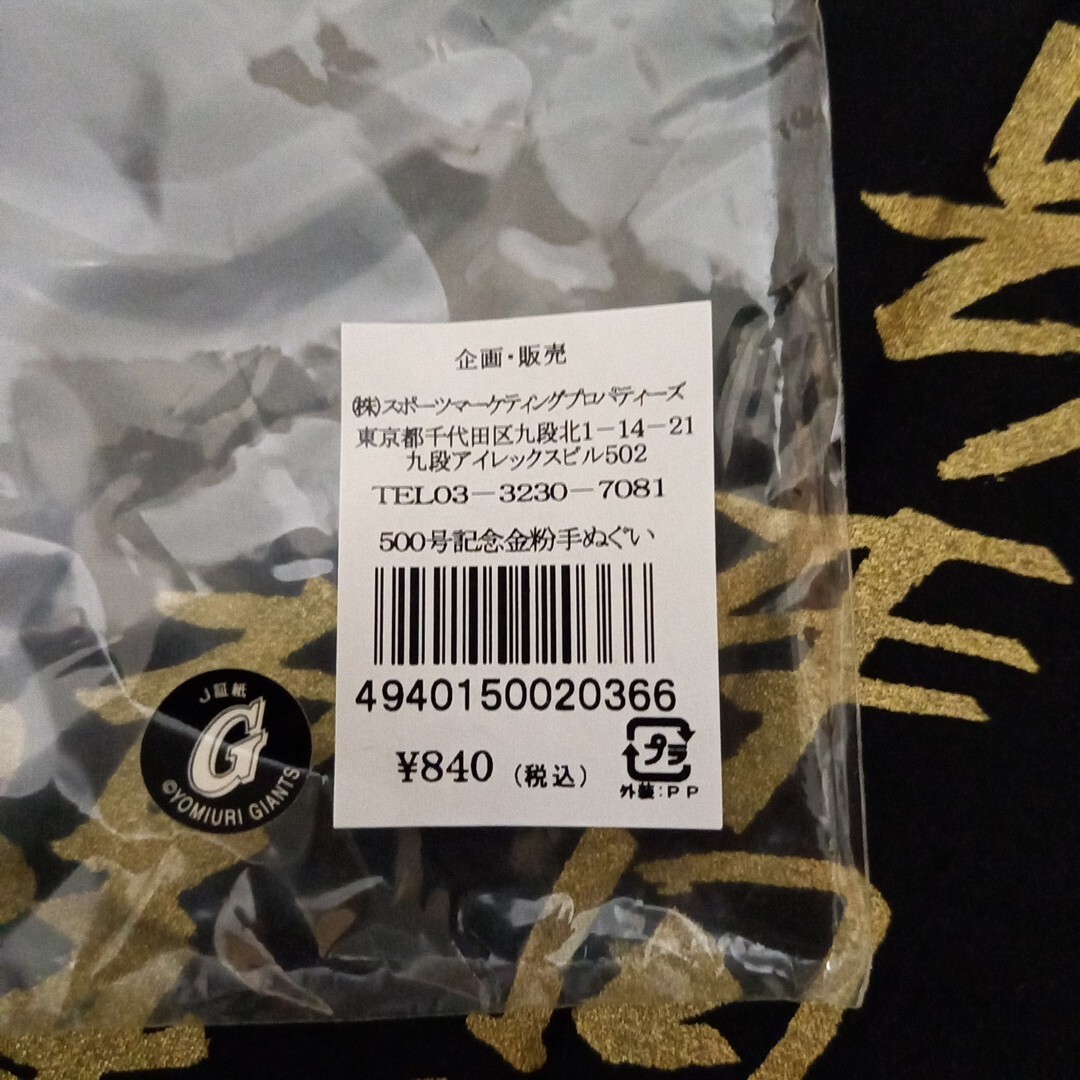 企画・販売
㈱スポーツマーケティングプロパティーズ
東京都千代田区九段北1-14-21
九段アイレックスビル502
TEL03-3230-7081
500号記念金粉手ぬぐい
4940150020366
¥840 (税込)
プラ
外装:PP
J証紙
G
©YOMIURI GIANTS